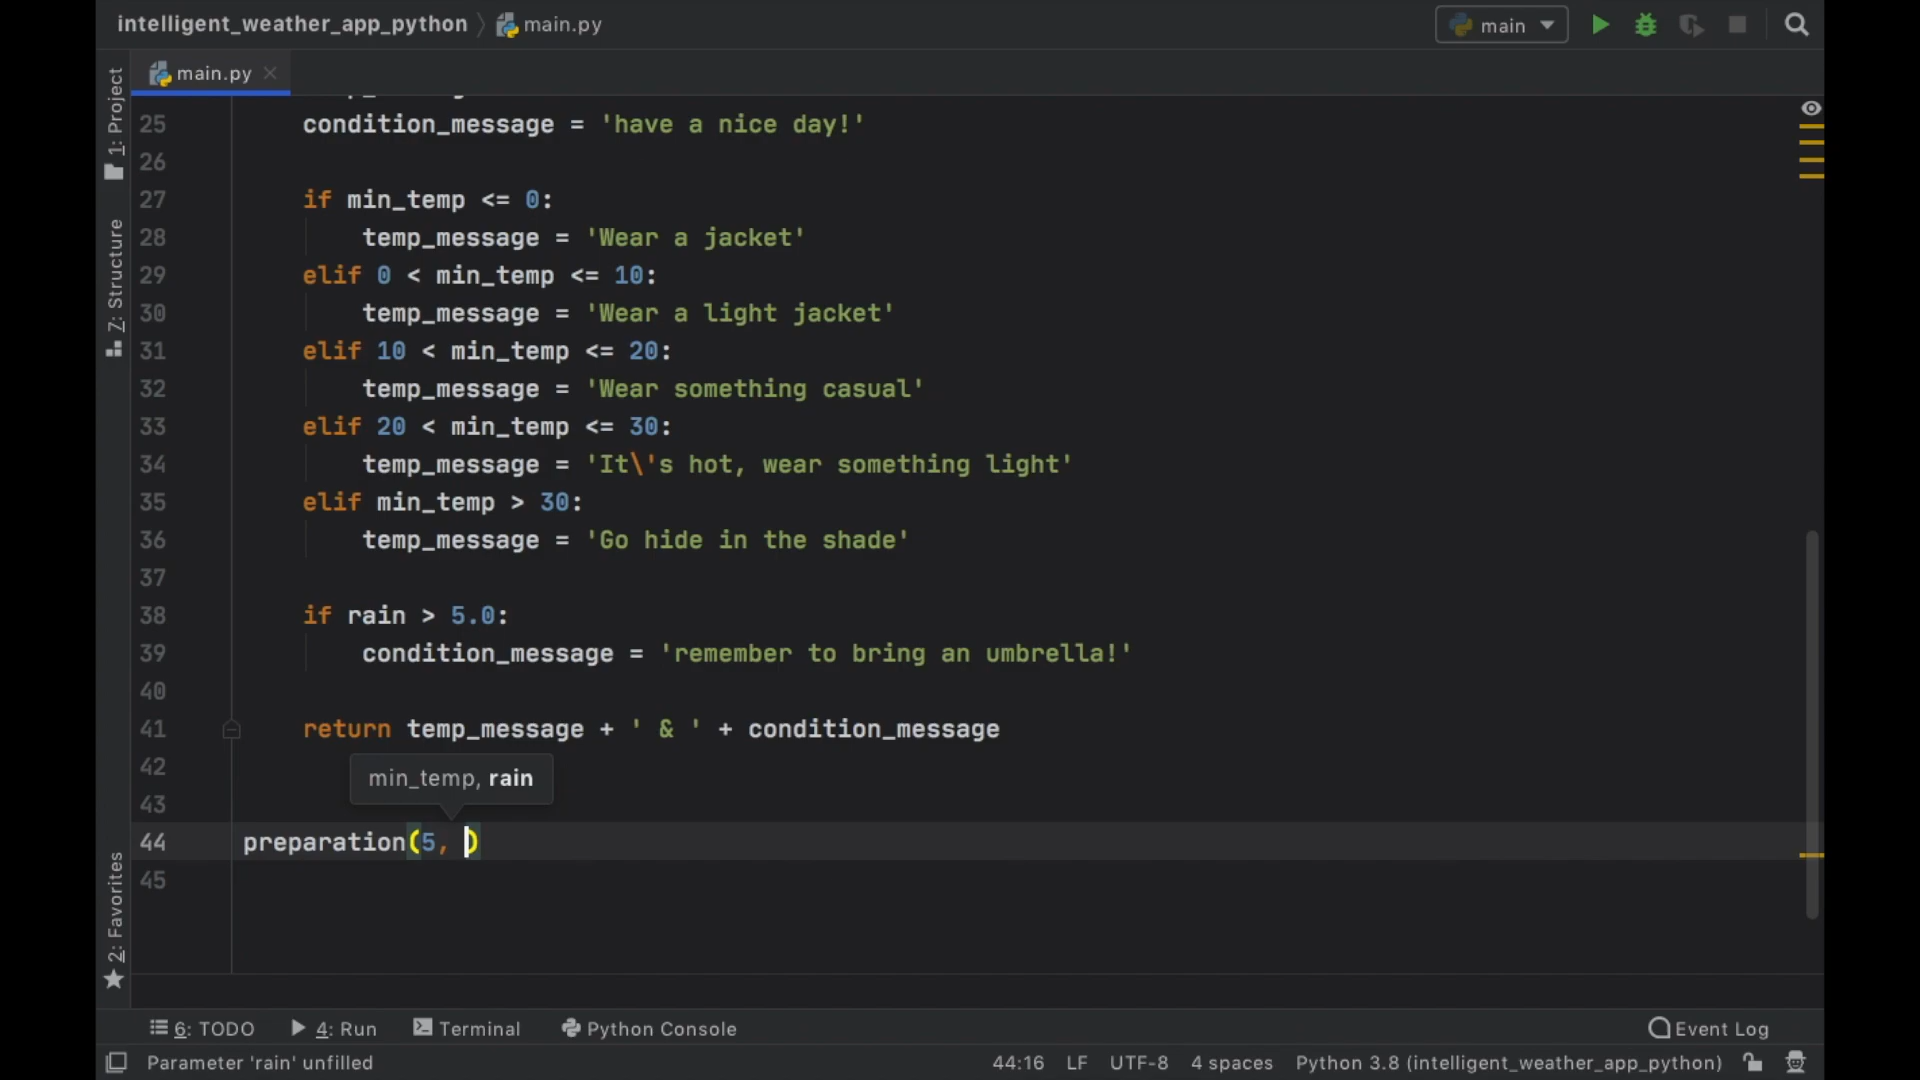 intelligent_weather_app_python main.py
main
main.py
1: Project
Z: Structure
2: Favorites
25 condition_message = 'have a nice day!'
26
27 if min_temp <= 0:
28 temp_message = 'Wear a jacket'
29 elif 0 < min_temp <= 10:
30 temp_message = 'Wear a light jacket'
31 elif 10 < min_temp <= 20:
32 temp_message = 'Wear something casual'
33 elif 20 < min_temp <= 30:
34 temp_message = 'It\'s hot, wear something light'
35 elif min_temp > 30:
36 temp_message = 'Go hide in the shade'
37
38 if rain > 5.0:
39 condition_message = 'remember to bring an umbrella!'
40
41 return temp_message + ' & ' + condition_message
42
min_temp, rain
43
44 preparation(5, )
45
6: TODO 4: Run Terminal Python Console Event Log
Parameter 'rain' unfilled 44:16 LF UTF-8 4 spaces Python 3.8 (intelligent_weather_app_python)